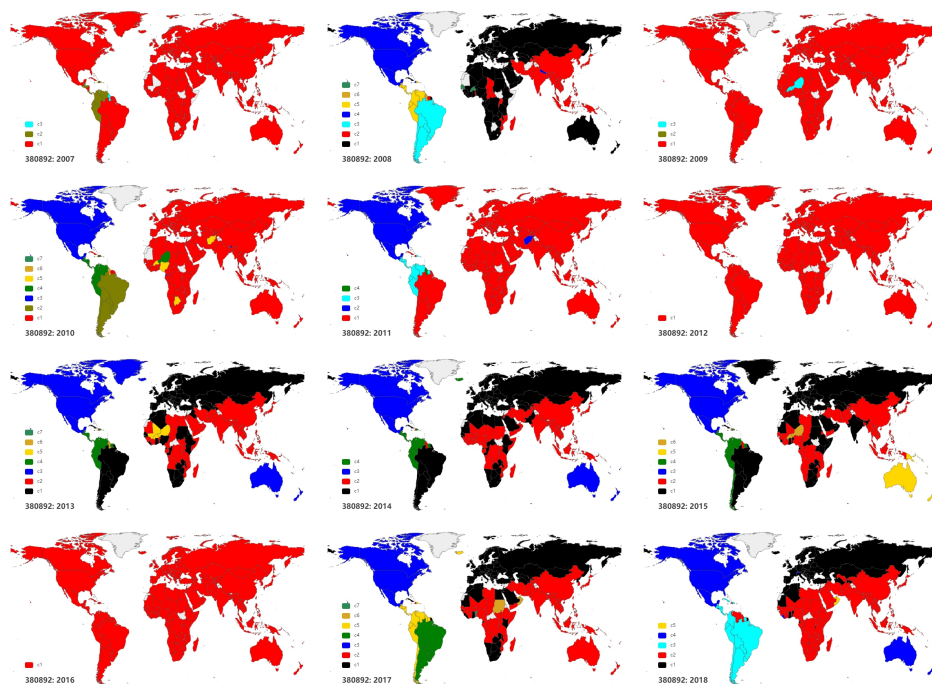 c3
c2
c1
380892: 2007
c7
c6
c5
c4
c3
c2
c1
380892: 2008
c3
c2
c1
380892: 2009
c7
c6
c5
c4
c3
c2
c1
380892: 2010
c4
c3
c2
c1
380892: 2011
c1
380892: 2012
c7
c6
c5
c4
c3
c2
c1
380892: 2013
c4
c3
c2
c1
380892: 2014
c6
c5
c4
c3
c2
c1
380892: 2015
c1
380892: 2016
c7
c6
c5
c4
c3
c2
c1
380892: 2017
c5
c4
c3
c2
c1
380892: 2018